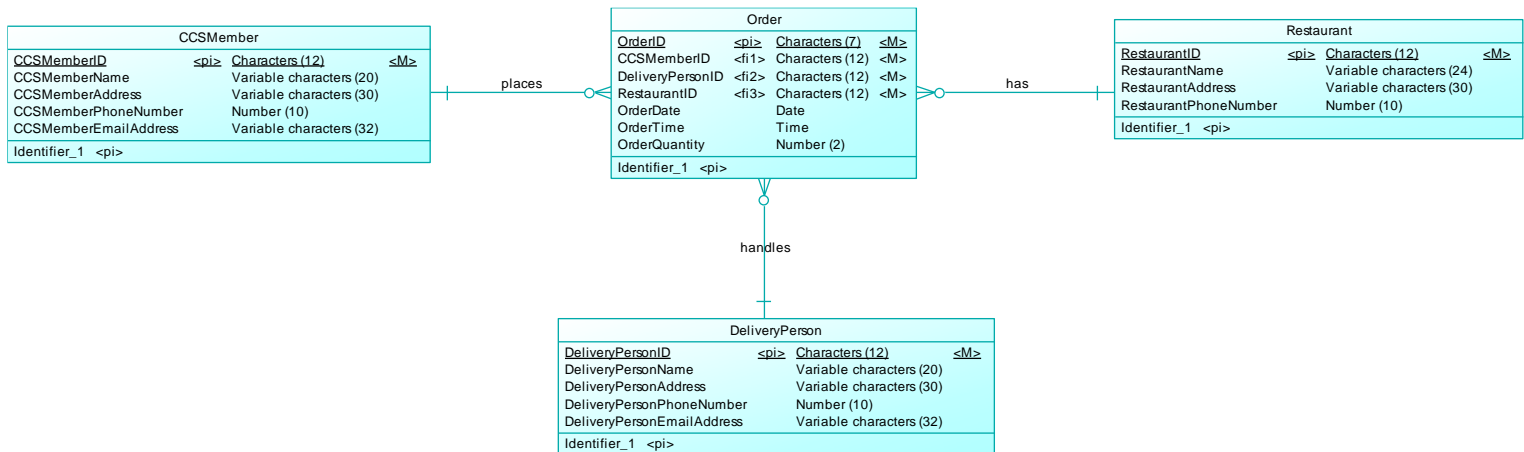 CCSMember
CCSMemberID <pi> Characters (12) <M>
CCSMemberName Variable characters (20)
CCSMemberAddress Variable characters (30)
CCSMemberPhoneNumber Number (10)
CCSMemberEmailAddress Variable characters (32)
Identifier_1 <pi>
places
Order
OrderID <pi> Characters (7) <M>
CCSMemberID <fi1> Characters (12) <M>
DeliveryPersonID <fi2> Characters (12) <M>
RestaurantID <fi3> Characters (12) <M>
OrderDate Date
OrderTime Time
OrderQuantity Number (2)
Identifier_1 <pi>
has
Restaurant
RestaurantID <pi> Characters (12) <M>
RestaurantName Variable characters (24)
RestaurantAddress Variable characters (30)
RestaurantPhoneNumber Number (10)
Identifier_1 <pi>
handles
DeliveryPerson
DeliveryPersonID <pi> Characters (12) <M>
DeliveryPersonName Variable characters (20)
DeliveryPersonAddress Variable characters (30)
DeliveryPersonPhoneNumber Number (10)
DeliveryPersonEmailAddress Variable characters (32)
Identifier_1 <pi>